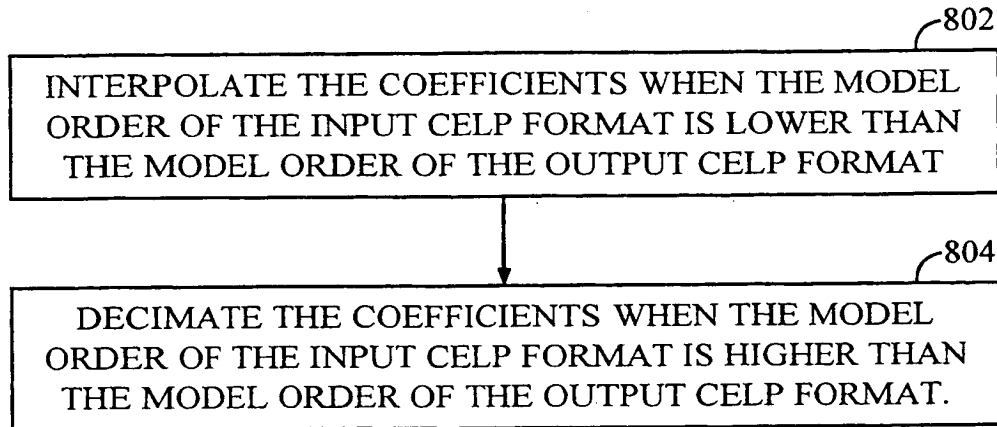 802
INTERPOLATE THE COEFFICIENTS WHEN THE MODEL
ORDER OF THE INPUT CELP FORMAT IS LOWER THAN
THE MODEL ORDER OF THE OUTPUT CELP FORMAT
804
DECIMATE THE COEFFICIENTS WHEN THE MODEL
ORDER OF THE INPUT CELP FORMAT IS HIGHER THAN
THE MODEL ORDER OF THE OUTPUT CELP FORMAT.